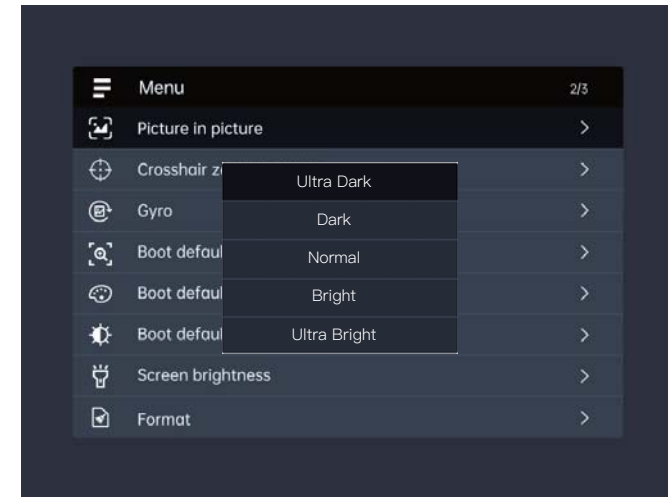 Menu 2/3
Picture in picture
Crosshair z
Ultra Dark
Gyro
Dark
Boot defaul
Normal
Boot defaul
Bright
Boot defaul
Ultra Bright
Screen brightness
Format